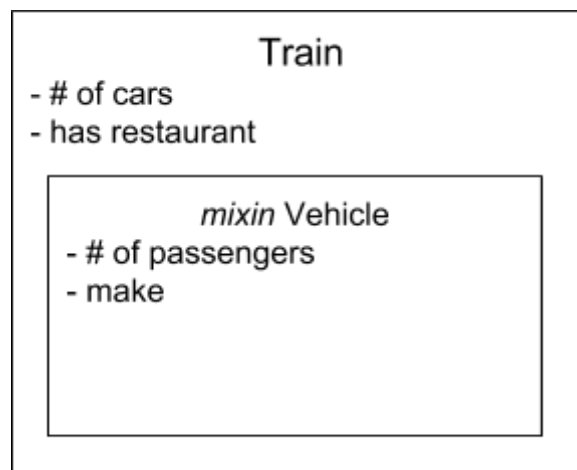 Train
- # of cars
- has restaurant
mixin Vehicle
- # of passengers
- make